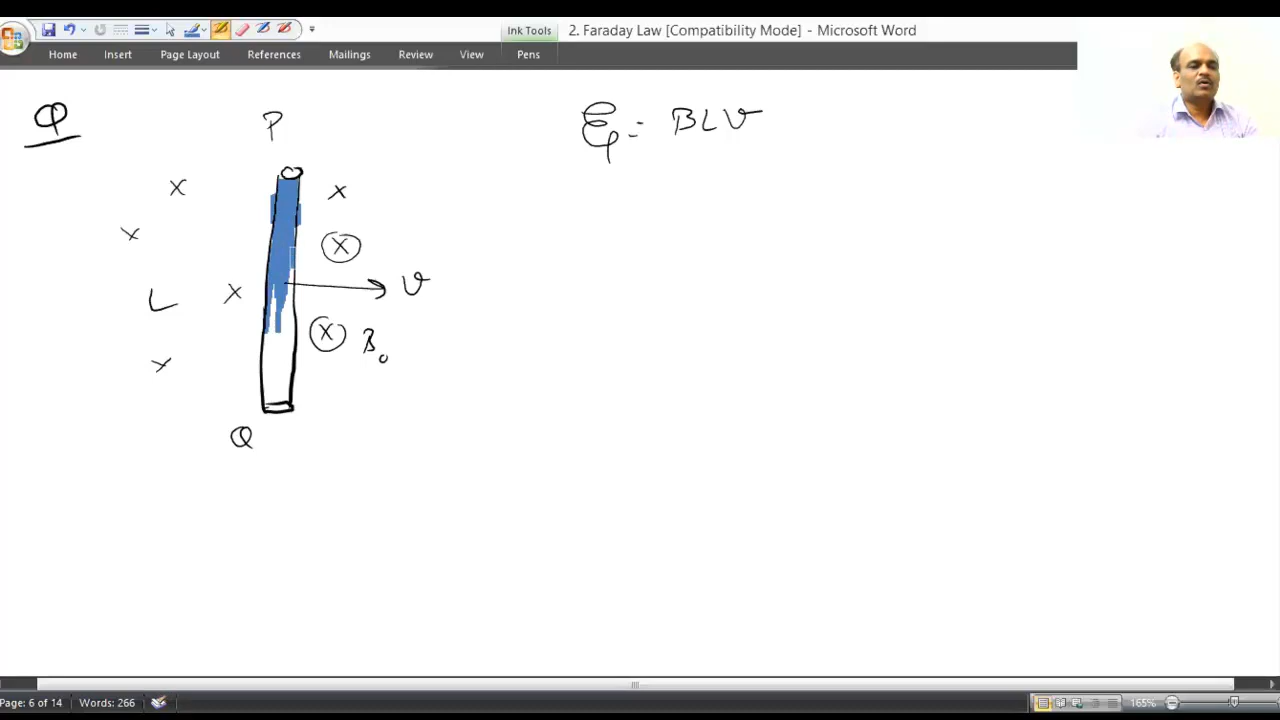 Ink Tools
2. Faraday Law [Compatibility Mode] - Microsoft Word
Home Insert Page Layout References Mailings Review View Pens
Q
P
x x
x x
L x v
x x B₀
Q
= BLV
Page: 6 of 14 Words: 266 165%